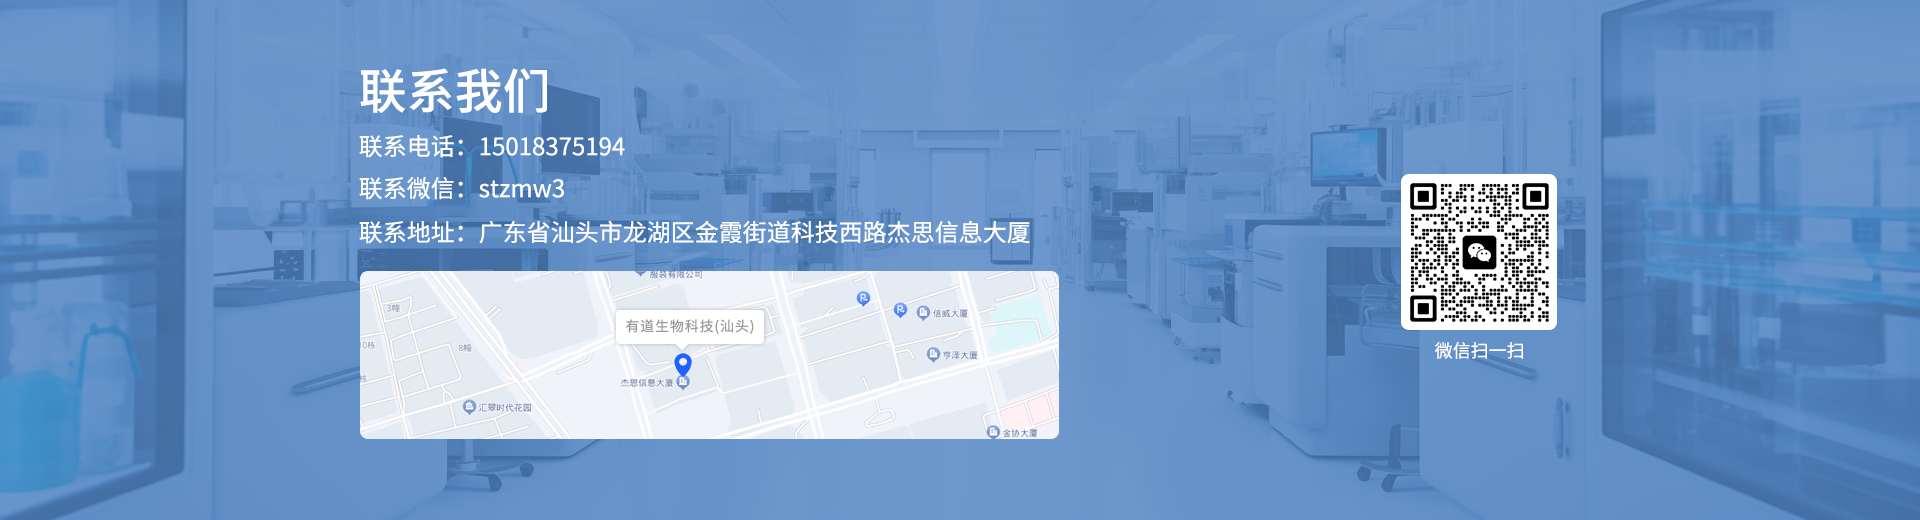 联系我们
联系电话：15018375194
联系微信：stzmw3
联系地址：广东省汕头市龙湖区金霞街道科技西路杰思信息大厦
服装有限公司
3幢
信威大厦
有道生物科技(汕头)
0栋
8幢
亨泽大厦
栋
杰思信息大厦
汇翠时代花园
金协大厦
微信扫一扫